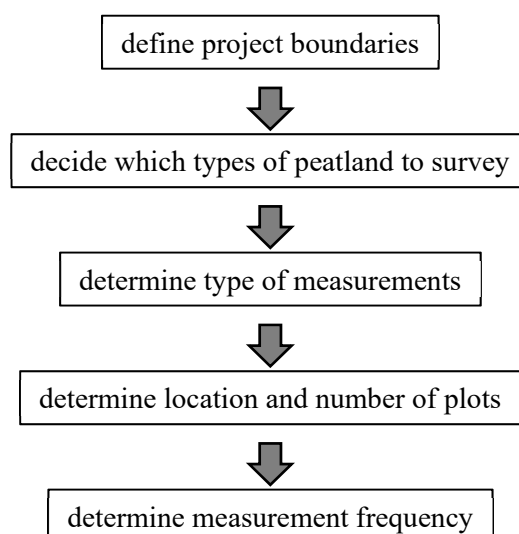 define project boundaries
decide which types of peatland to survey
determine type of measurements
determine location and number of plots
determine measurement frequency